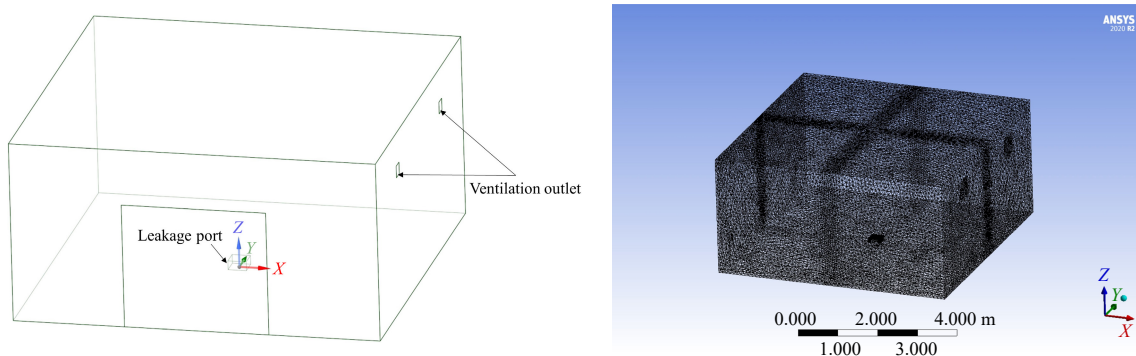 Ventilation outlet
Leakage port
Z
Y
X
ANSYS
2020 R2
0.000
2.000
4.000 m
1.000
3.000
Z
Y
X